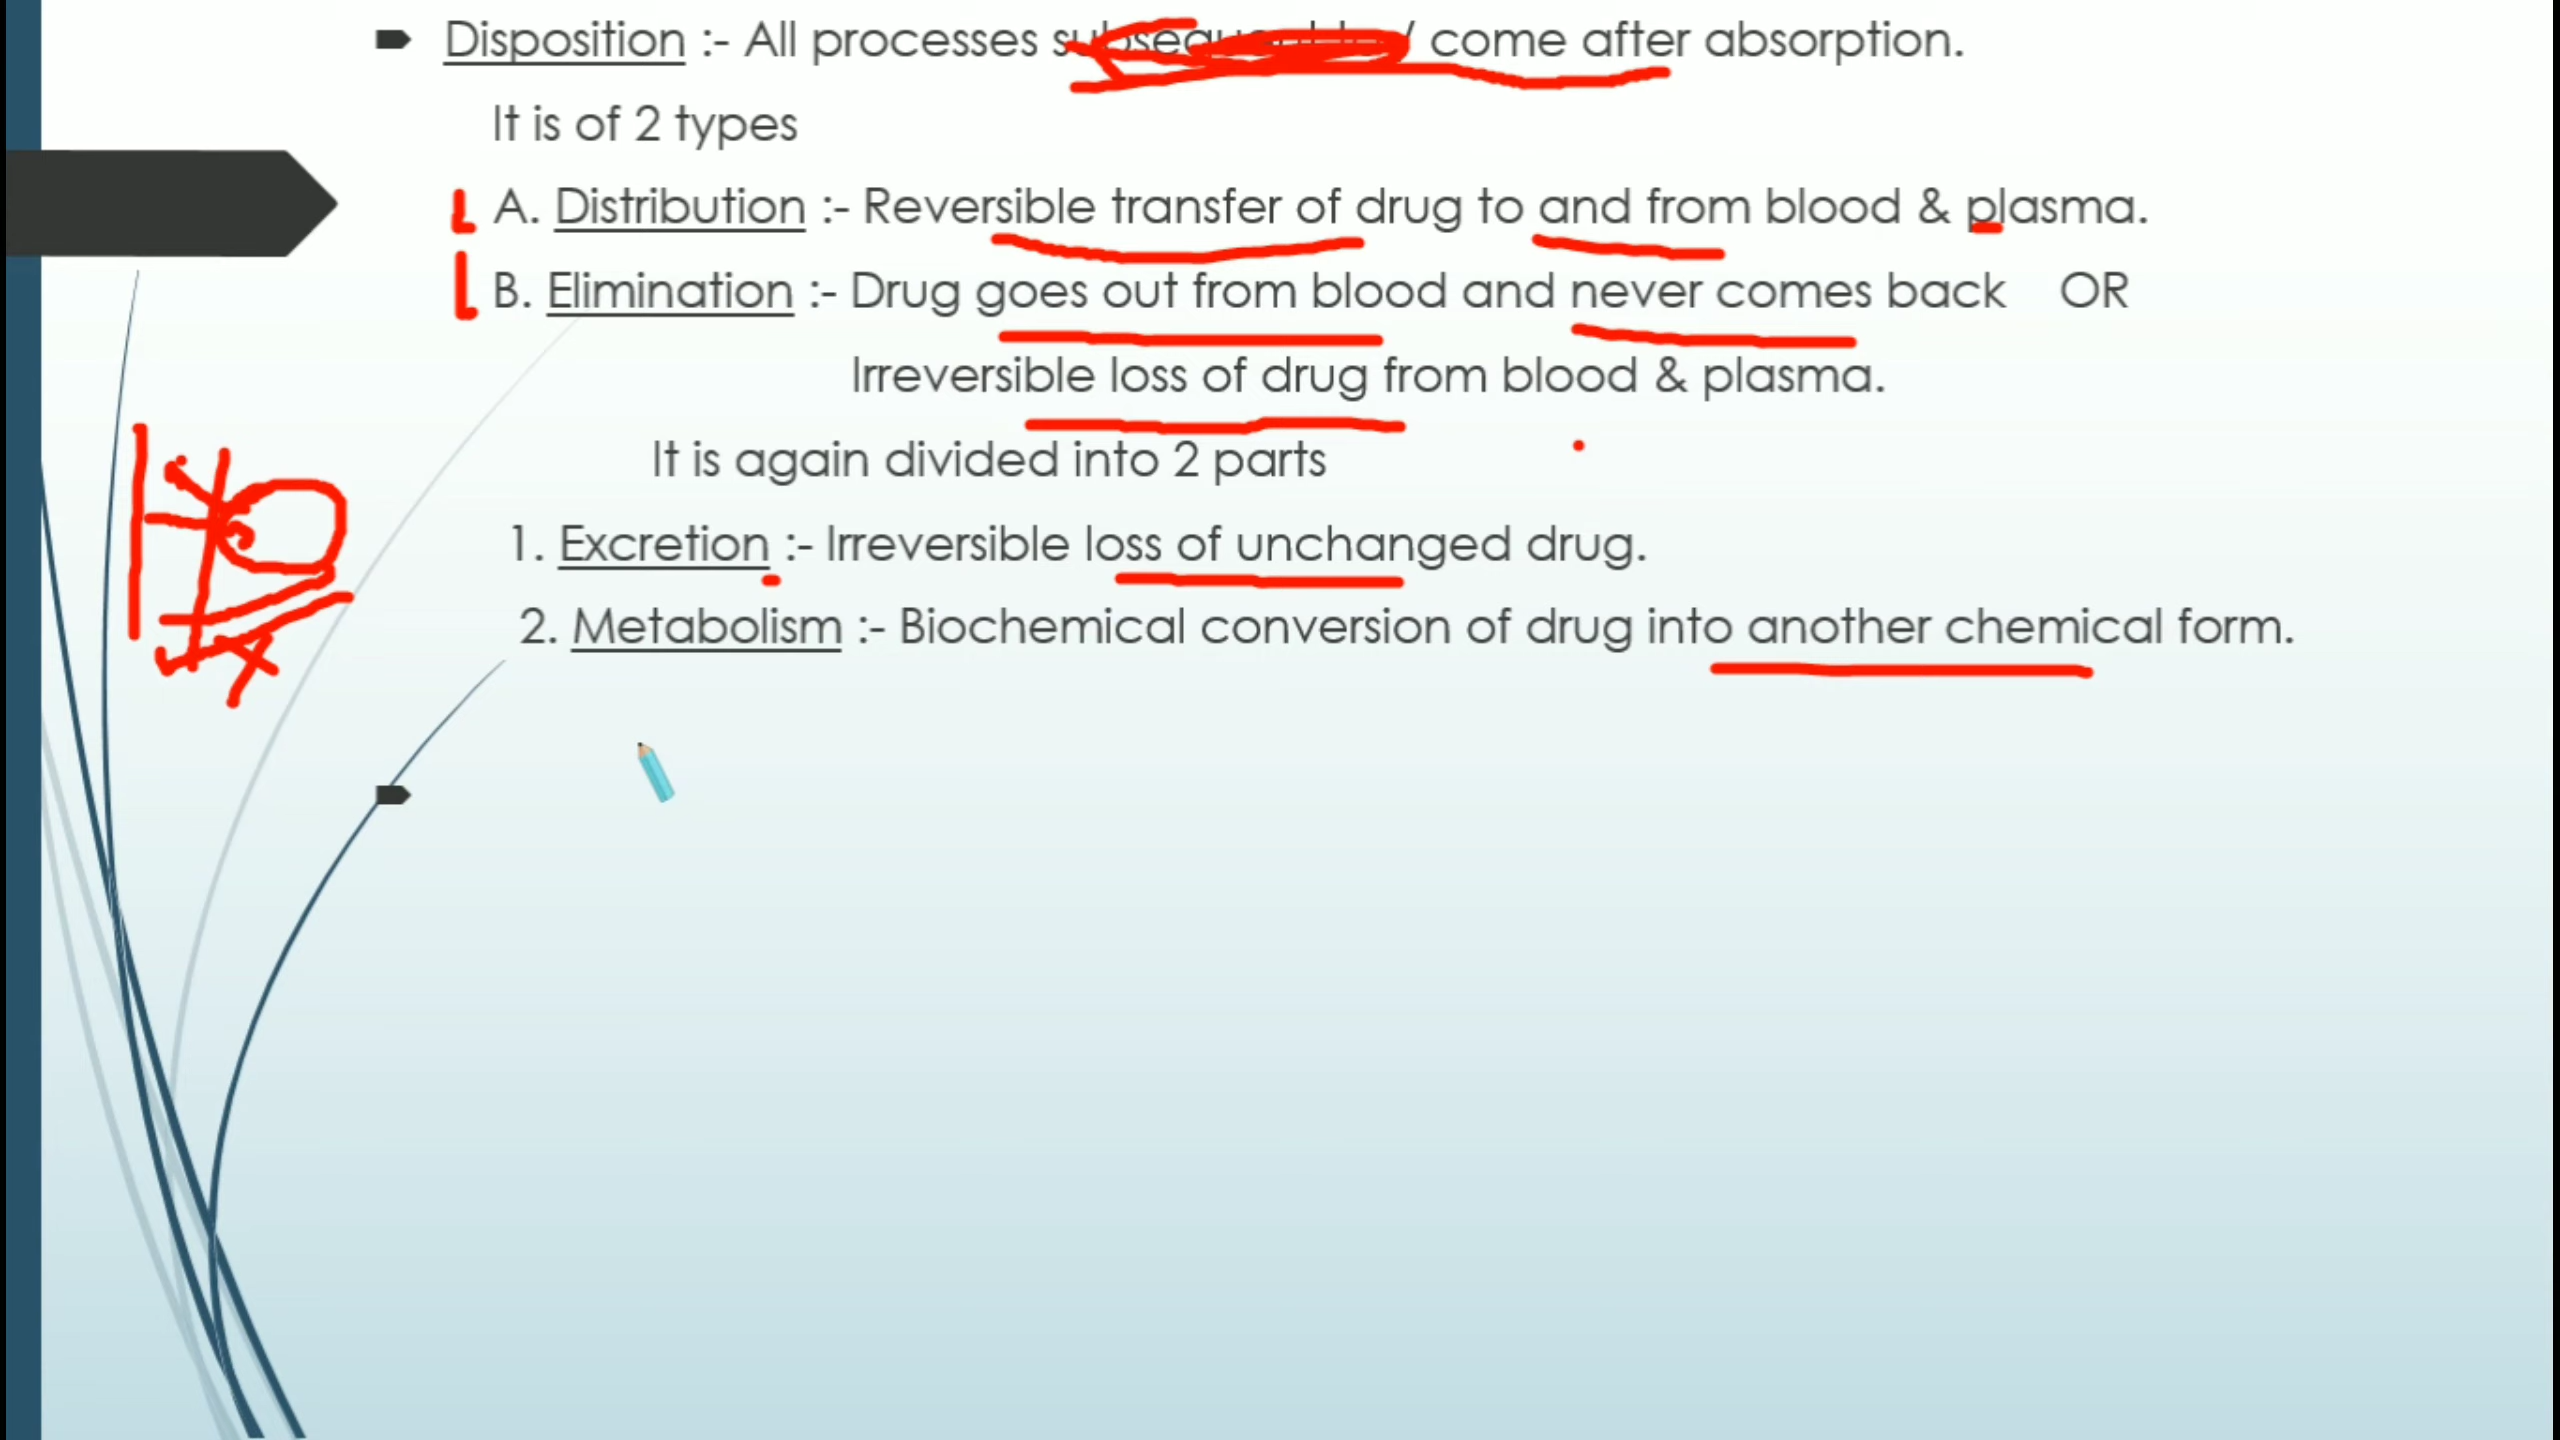 Disposition :- All processes / come after absorption.
It is of 2 types
A. Distribution :- Reversible transfer of drug to and from blood & plasma.
B. Elimination :- Drug goes out from blood and never comes back OR
Irreversible loss of drug from blood & plasma.
It is again divided into 2 parts
1. Excretion :- Irreversible loss of unchanged drug.
2. Metabolism :- Biochemical conversion of drug into another chemical form.